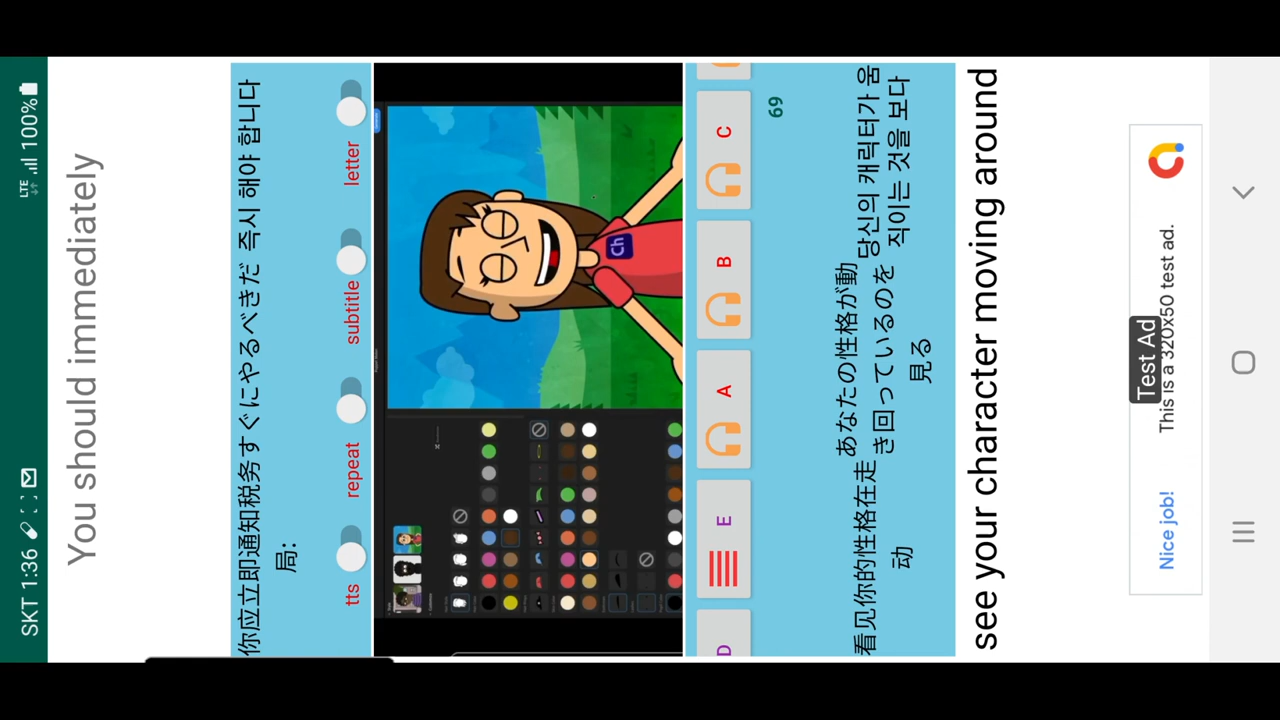 SKT 1:36
LTE
100%
You should immediately
你应立即通知税务
局:
すぐにやるべきだ
즉시 해야 합니다
tts
repeat
subtitle
letter
Ch
D
E
A
B
C
69
看见你的性格在走
动
あなたの性格が動
き回っているのを
見る
당신의 캐릭터가 움
직이는 것을 보다
see your character moving around
Test Ad
Nice job!
This is a 320x50 test ad.